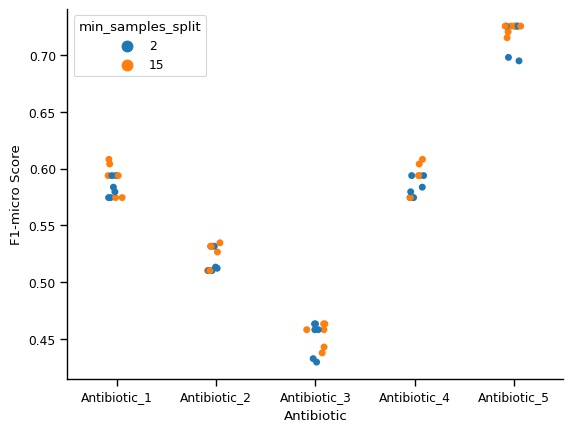 min_samples_split
2
15
0.70
0.65
0.60
0.55
0.50
0.45
F1-micro Score
Antibiotic_1 Antibiotic_2 Antibiotic_3 Antibiotic_4 Antibiotic_5
Antibiotic